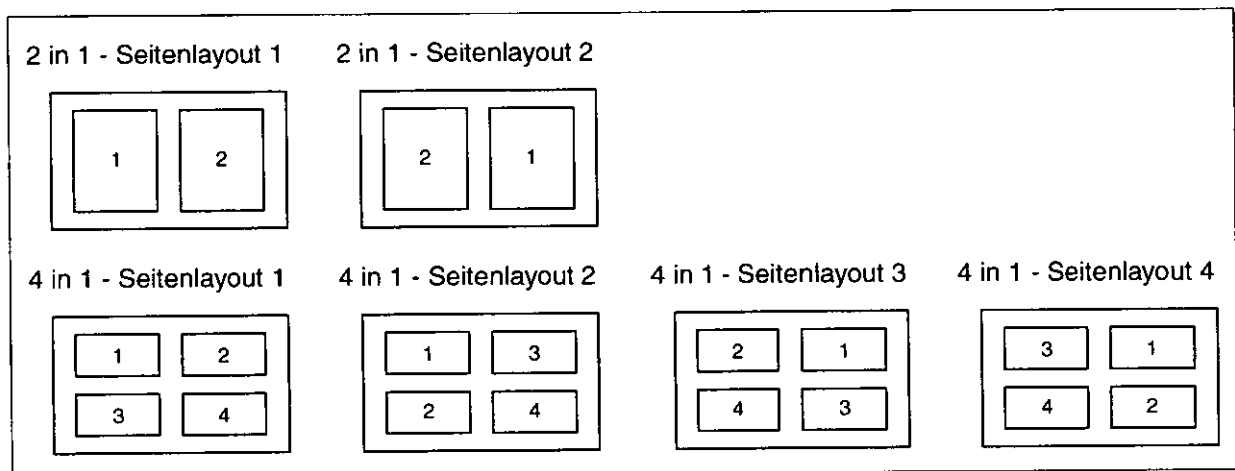 2 in 1 - Seitenlayout 1 2 in 1 - Seitenlayout 2
1 2 2 1
4 in 1 - Seitenlayout 1 4 in 1 - Seitenlayout 2 4 in 1 - Seitenlayout 3 4 in 1 - Seitenlayout 4
1 2 1 3 2 1 3 1
3 4 2 4 4 3 4 2